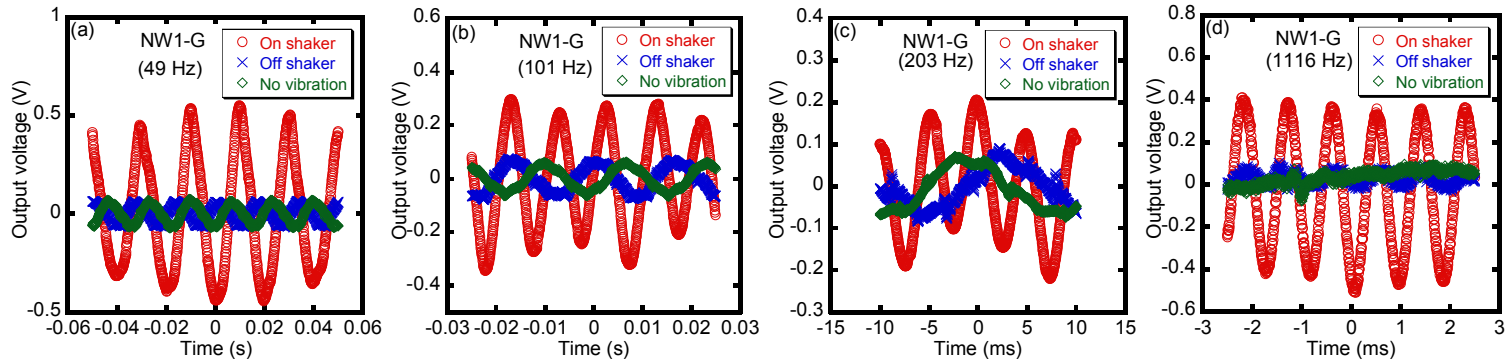 (a)
NW1-G
(49 Hz)
On shaker
Off shaker
No vibration
Output voltage (V)
1
0.5
0
-0.5
-0.06 -0.04 -0.02 0 0.02 0.04 0.06
Time (s)
(b)
NW1-G
(101 Hz)
On shaker
Off shaker
No vibration
Output voltage (V)
0.6
0.4
0.2
0
-0.2
-0.4
-0.03 -0.02 -0.01 0 0.01 0.02 0.03
Time (s)
(c)
NW1-G
(203 Hz)
On shaker
Off shaker
No vibration
Output voltage (V)
0.4
0.3
0.2
0.1
0
-0.1
-0.2
-0.3
-15 -10 -5 0 5 10 15
Time (ms)
(d)
NW1-G
(1116 Hz)
On shaker
Off shaker
No vibration
Output voltage (V)
0.8
0.6
0.4
0.2
0
-0.2
-0.4
-0.6
-3 -2 -1 0 1 2 3
Time (ms)